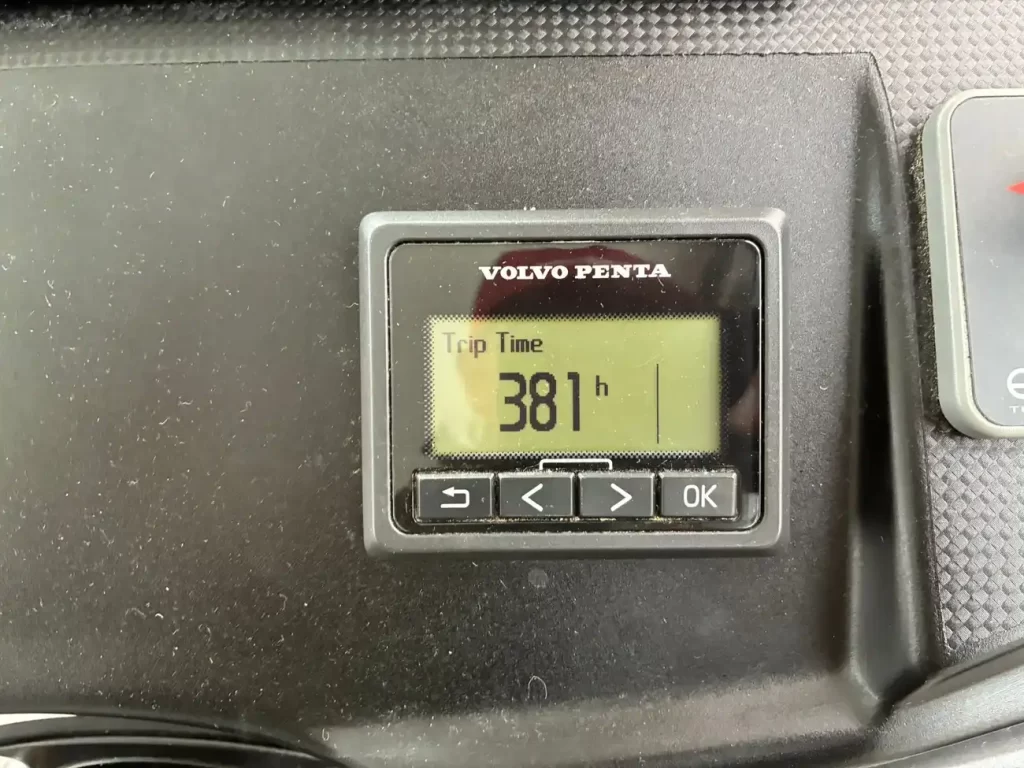 VOLVO PENTA
Trip Time
381 h
OK